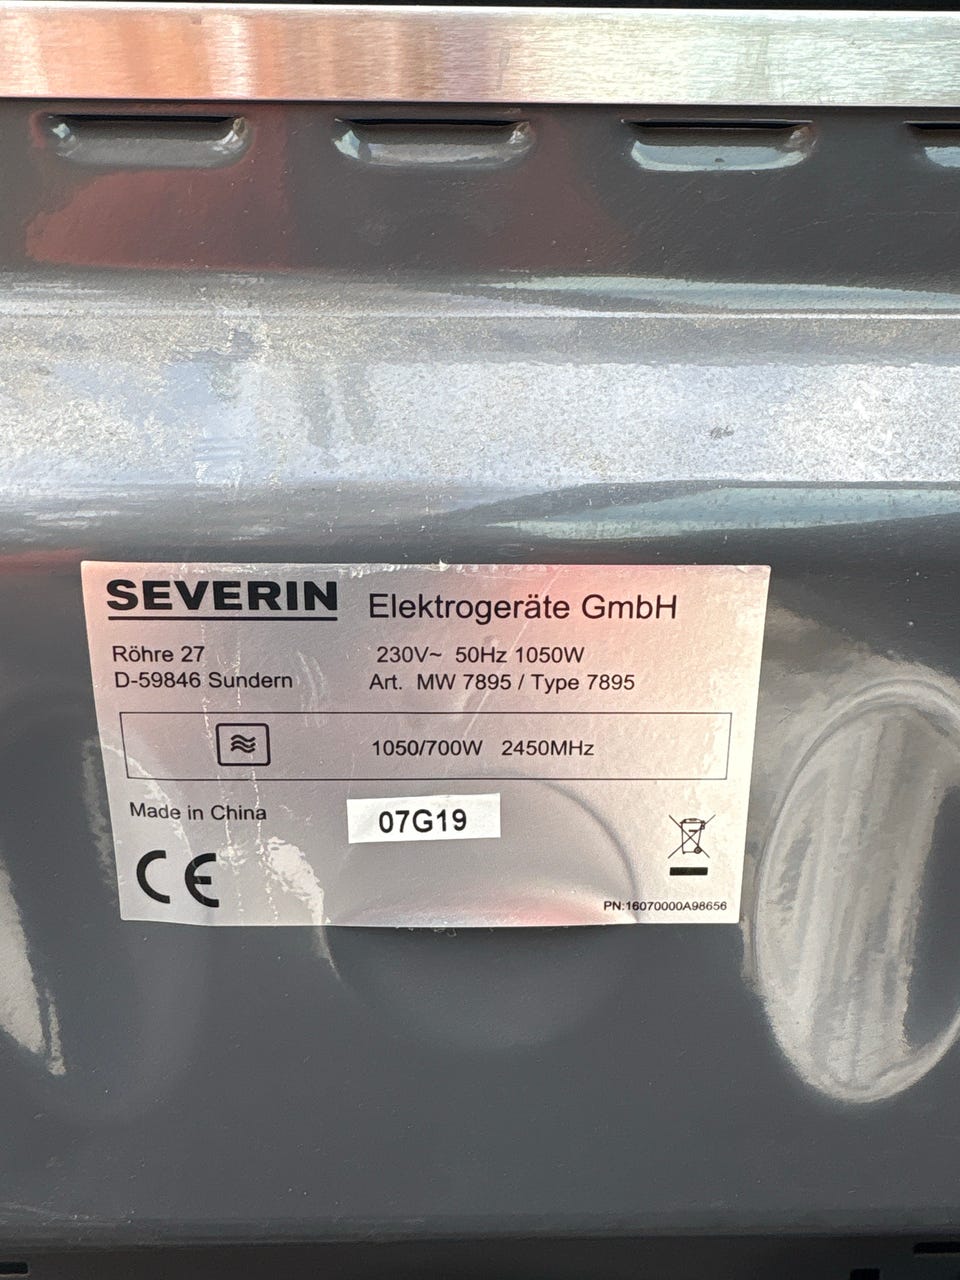 SEVERIN Elektrogeräte GmbH
Röhre 27 230V~ 50Hz 1050W
D-59846 Sundern Art. MW 7895 / Type 7895
1050/700W 2450MHz
Made in China 07G19
CE
PN:16070000A98656